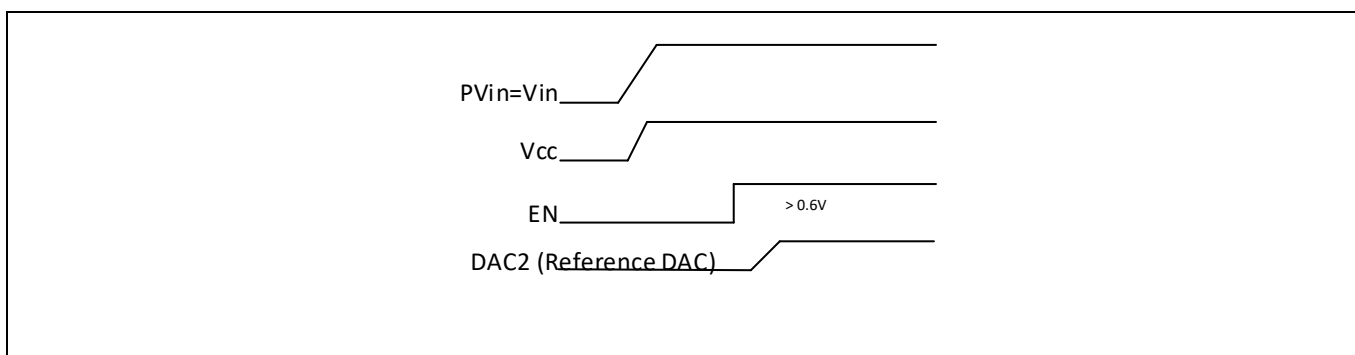 PVin=Vin
Vcc
EN
> 0.6V
DAC2 (Reference DAC)